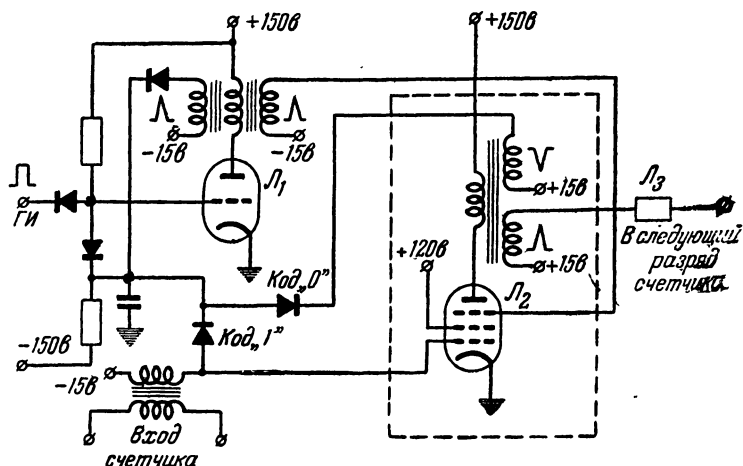 +150в
+150в
-15в
-15в
Л₁
ГИ
+15в
Л₃
+120в
+15в
В следующий
разряд
счетчика
Л₂
Код„0"
Код„1"
-150в
-15в
Вход
счетчика